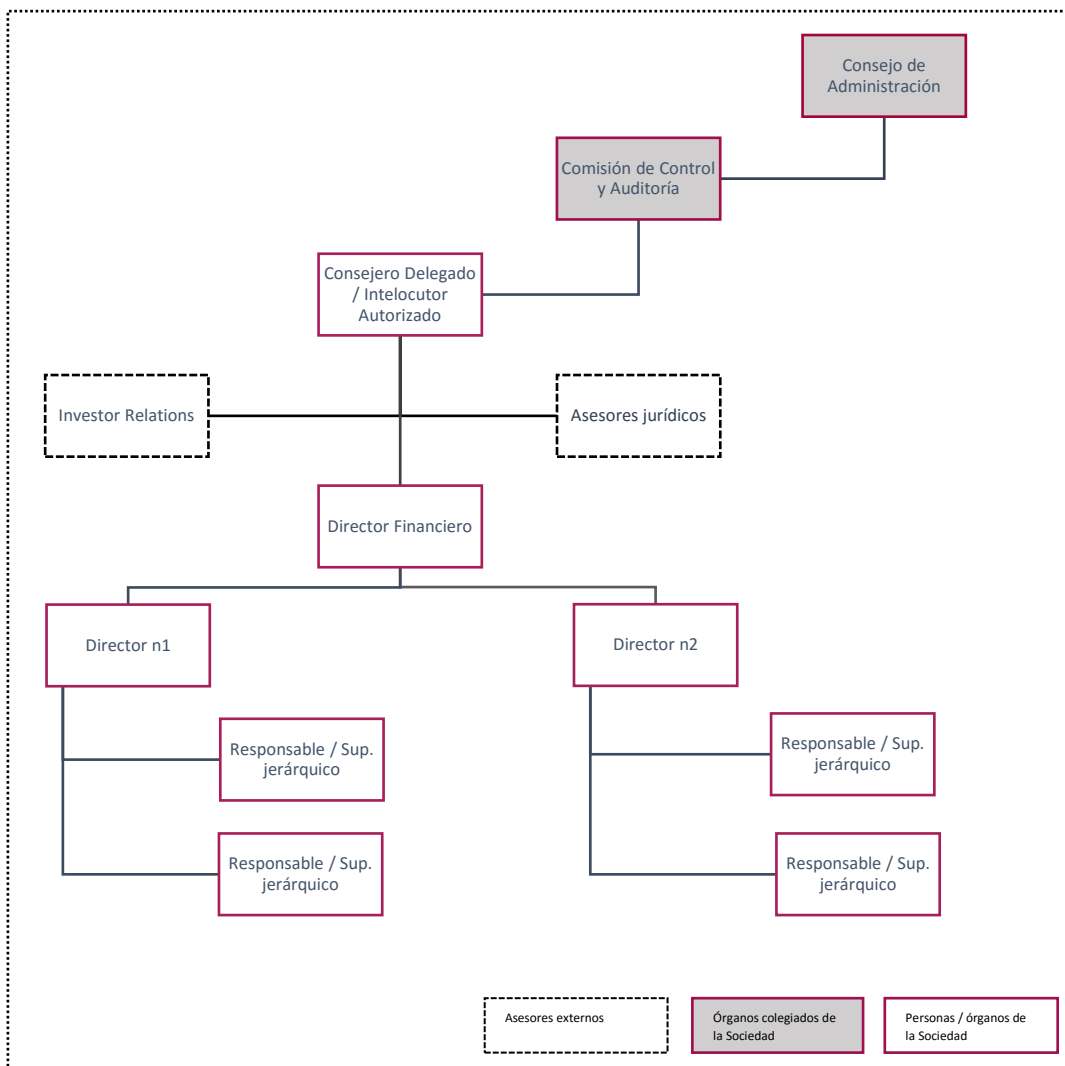 Consejo de
Administración
Comisión de Control
y Auditoría
Consejero Delegado
/ Intelocutor
Autorizado
Investor Relations
Asesores jurídicos
Director Financiero
Director n1
Director n2
Responsable / Sup.
jerárquico
Responsable / Sup.
jerárquico
Responsable / Sup.
jerárquico
Responsable / Sup.
jerárquico
Asesores externos
Órganos colegiados de
la Sociedad
Personas / órganos de
la Sociedad